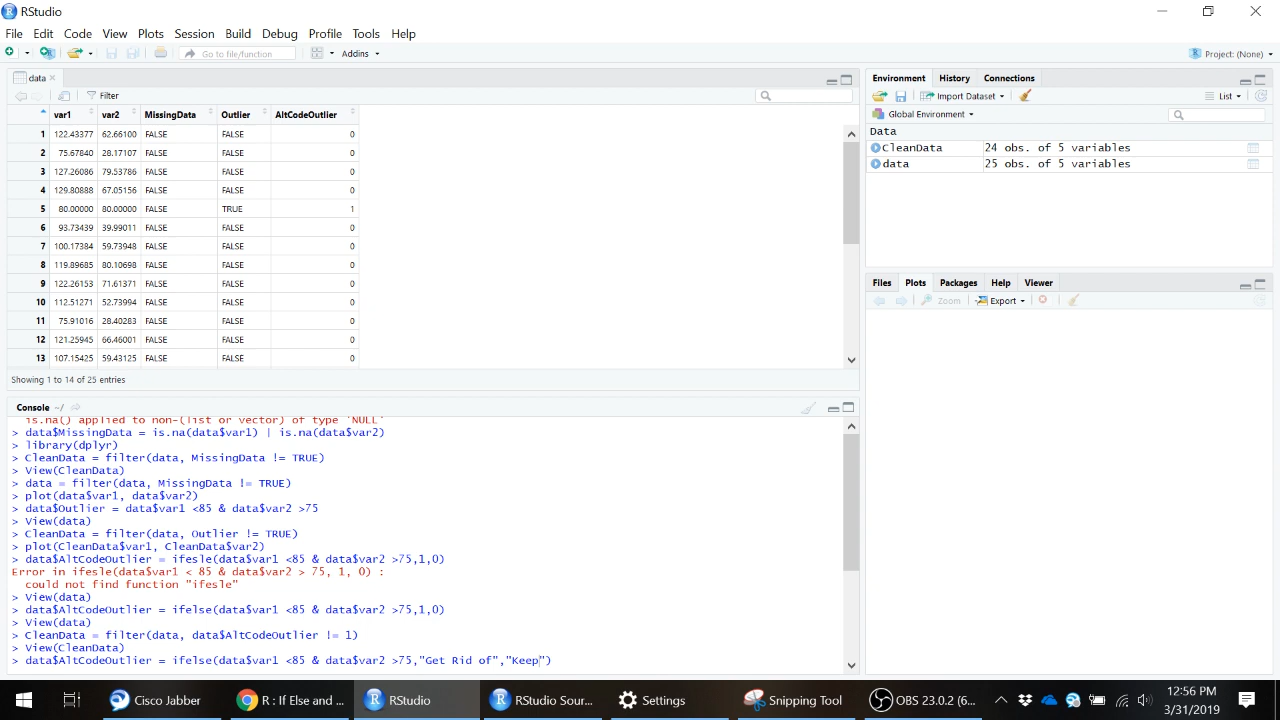 RStudio
File Edit Code View Plots Session Build Debug Profile Tools Help
Go to file/function Addins Project: (None)
data
Filter
var1 var2 MissingData Outlier AltCodeOutlier
1 122.43377 62.66100 FALSE FALSE 0
2 75.67840 28.17107 FALSE FALSE 0
3 127.26086 79.53786 FALSE FALSE 0
4 129.80888 67.05156 FALSE FALSE 0
5 80.00000 80.00000 FALSE TRUE 1
6 93.73439 39.99011 FALSE FALSE 0
7 100.17384 59.73948 FALSE FALSE 0
8 119.89685 80.10698 FALSE FALSE 0
9 122.26153 71.61371 FALSE FALSE 0
10 112.51271 52.73994 FALSE FALSE 0
11 75.91016 28.40283 FALSE FALSE 0
12 121.25945 66.46001 FALSE FALSE 0
13 107.15425 59.43125 FALSE FALSE 0
Showing 1 to 14 of 25 entries
Console ~/
is.na() applied to non-(list or vector) of type 'NULL'
> data$MissingData = is.na(data$var1) | is.na(data$var2)
> library(dplyr)
> CleanData = filter(data, MissingData != TRUE)
> View(CleanData)
> data = filter(data, MissingData != TRUE)
> plot(data$var1, data$var2)
> data$Outlier = data$var1 <85 & data$var2 >75
> View(data)
> CleanData = filter(data, Outlier != TRUE)
> plot(CleanData$var1, CleanData$var2)
> data$AltCodeOutlier = ifesle(data$var1 <85 & data$var2 >75,1,0)
Error in ifesle(data$var1 < 85 & data$var2 > 75, 1, 0) :
could not find function "ifesle"
> View(data)
> data$AltCodeOutlier = ifelse(data$var1 <85 & data$var2 >75,1,0)
> View(data)
> CleanData = filter(data, data$AltCodeOutlier != 1)
> View(CleanData)
> data$AltCodeOutlier = ifelse(data$var1 <85 & data$var2 >75,"Get Rid of","Keep")
Environment History Connections
Import Dataset List
Global Environment
Data
CleanData 24 obs. of 5 variables
data 25 obs. of 5 variables
Files Plots Packages Help Viewer
Zoom Export
Cisco Jabber R : If Else and ... RStudio RStudio Sour... Settings Snipping Tool OBS 23.0.2 (6... 12:56 PM
3/31/2019